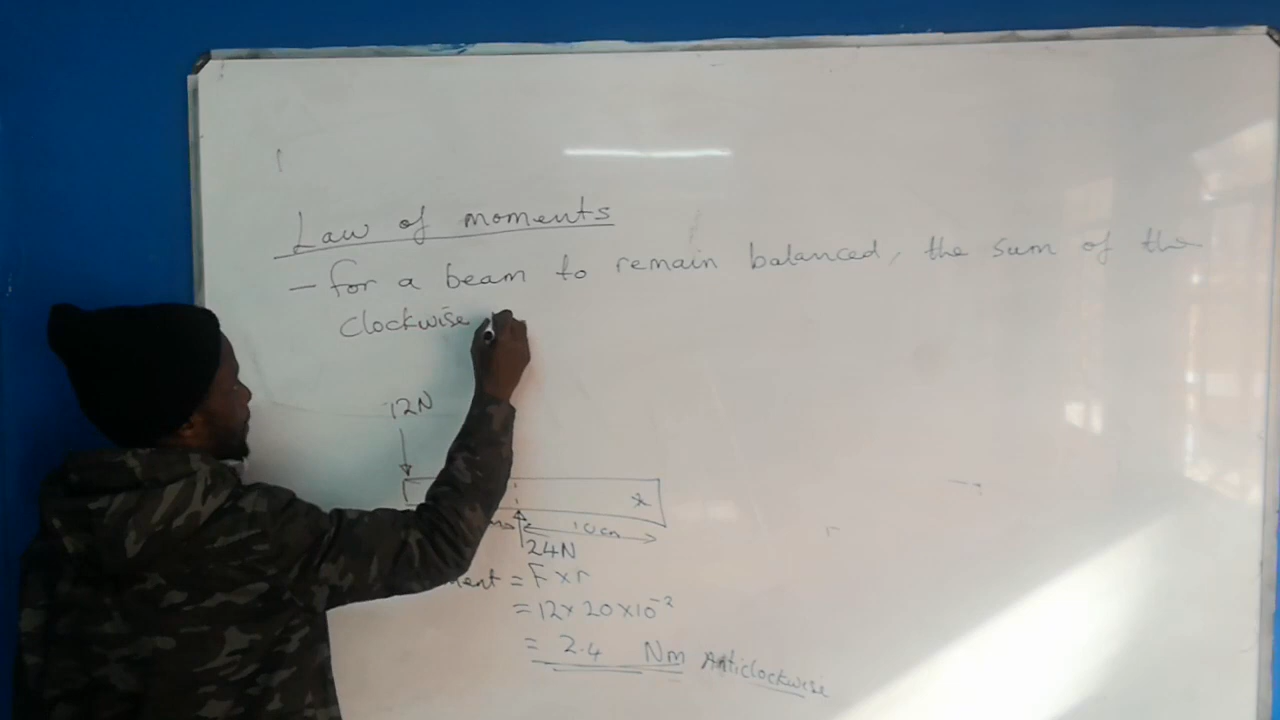 Law of moments
- for a beam to remain balanced, the sum of the
clockwise
12N
x
10cm
24N
= F x r
= 12 x 20 x 10⁻²
= 2.4 Nm Anticlockwise